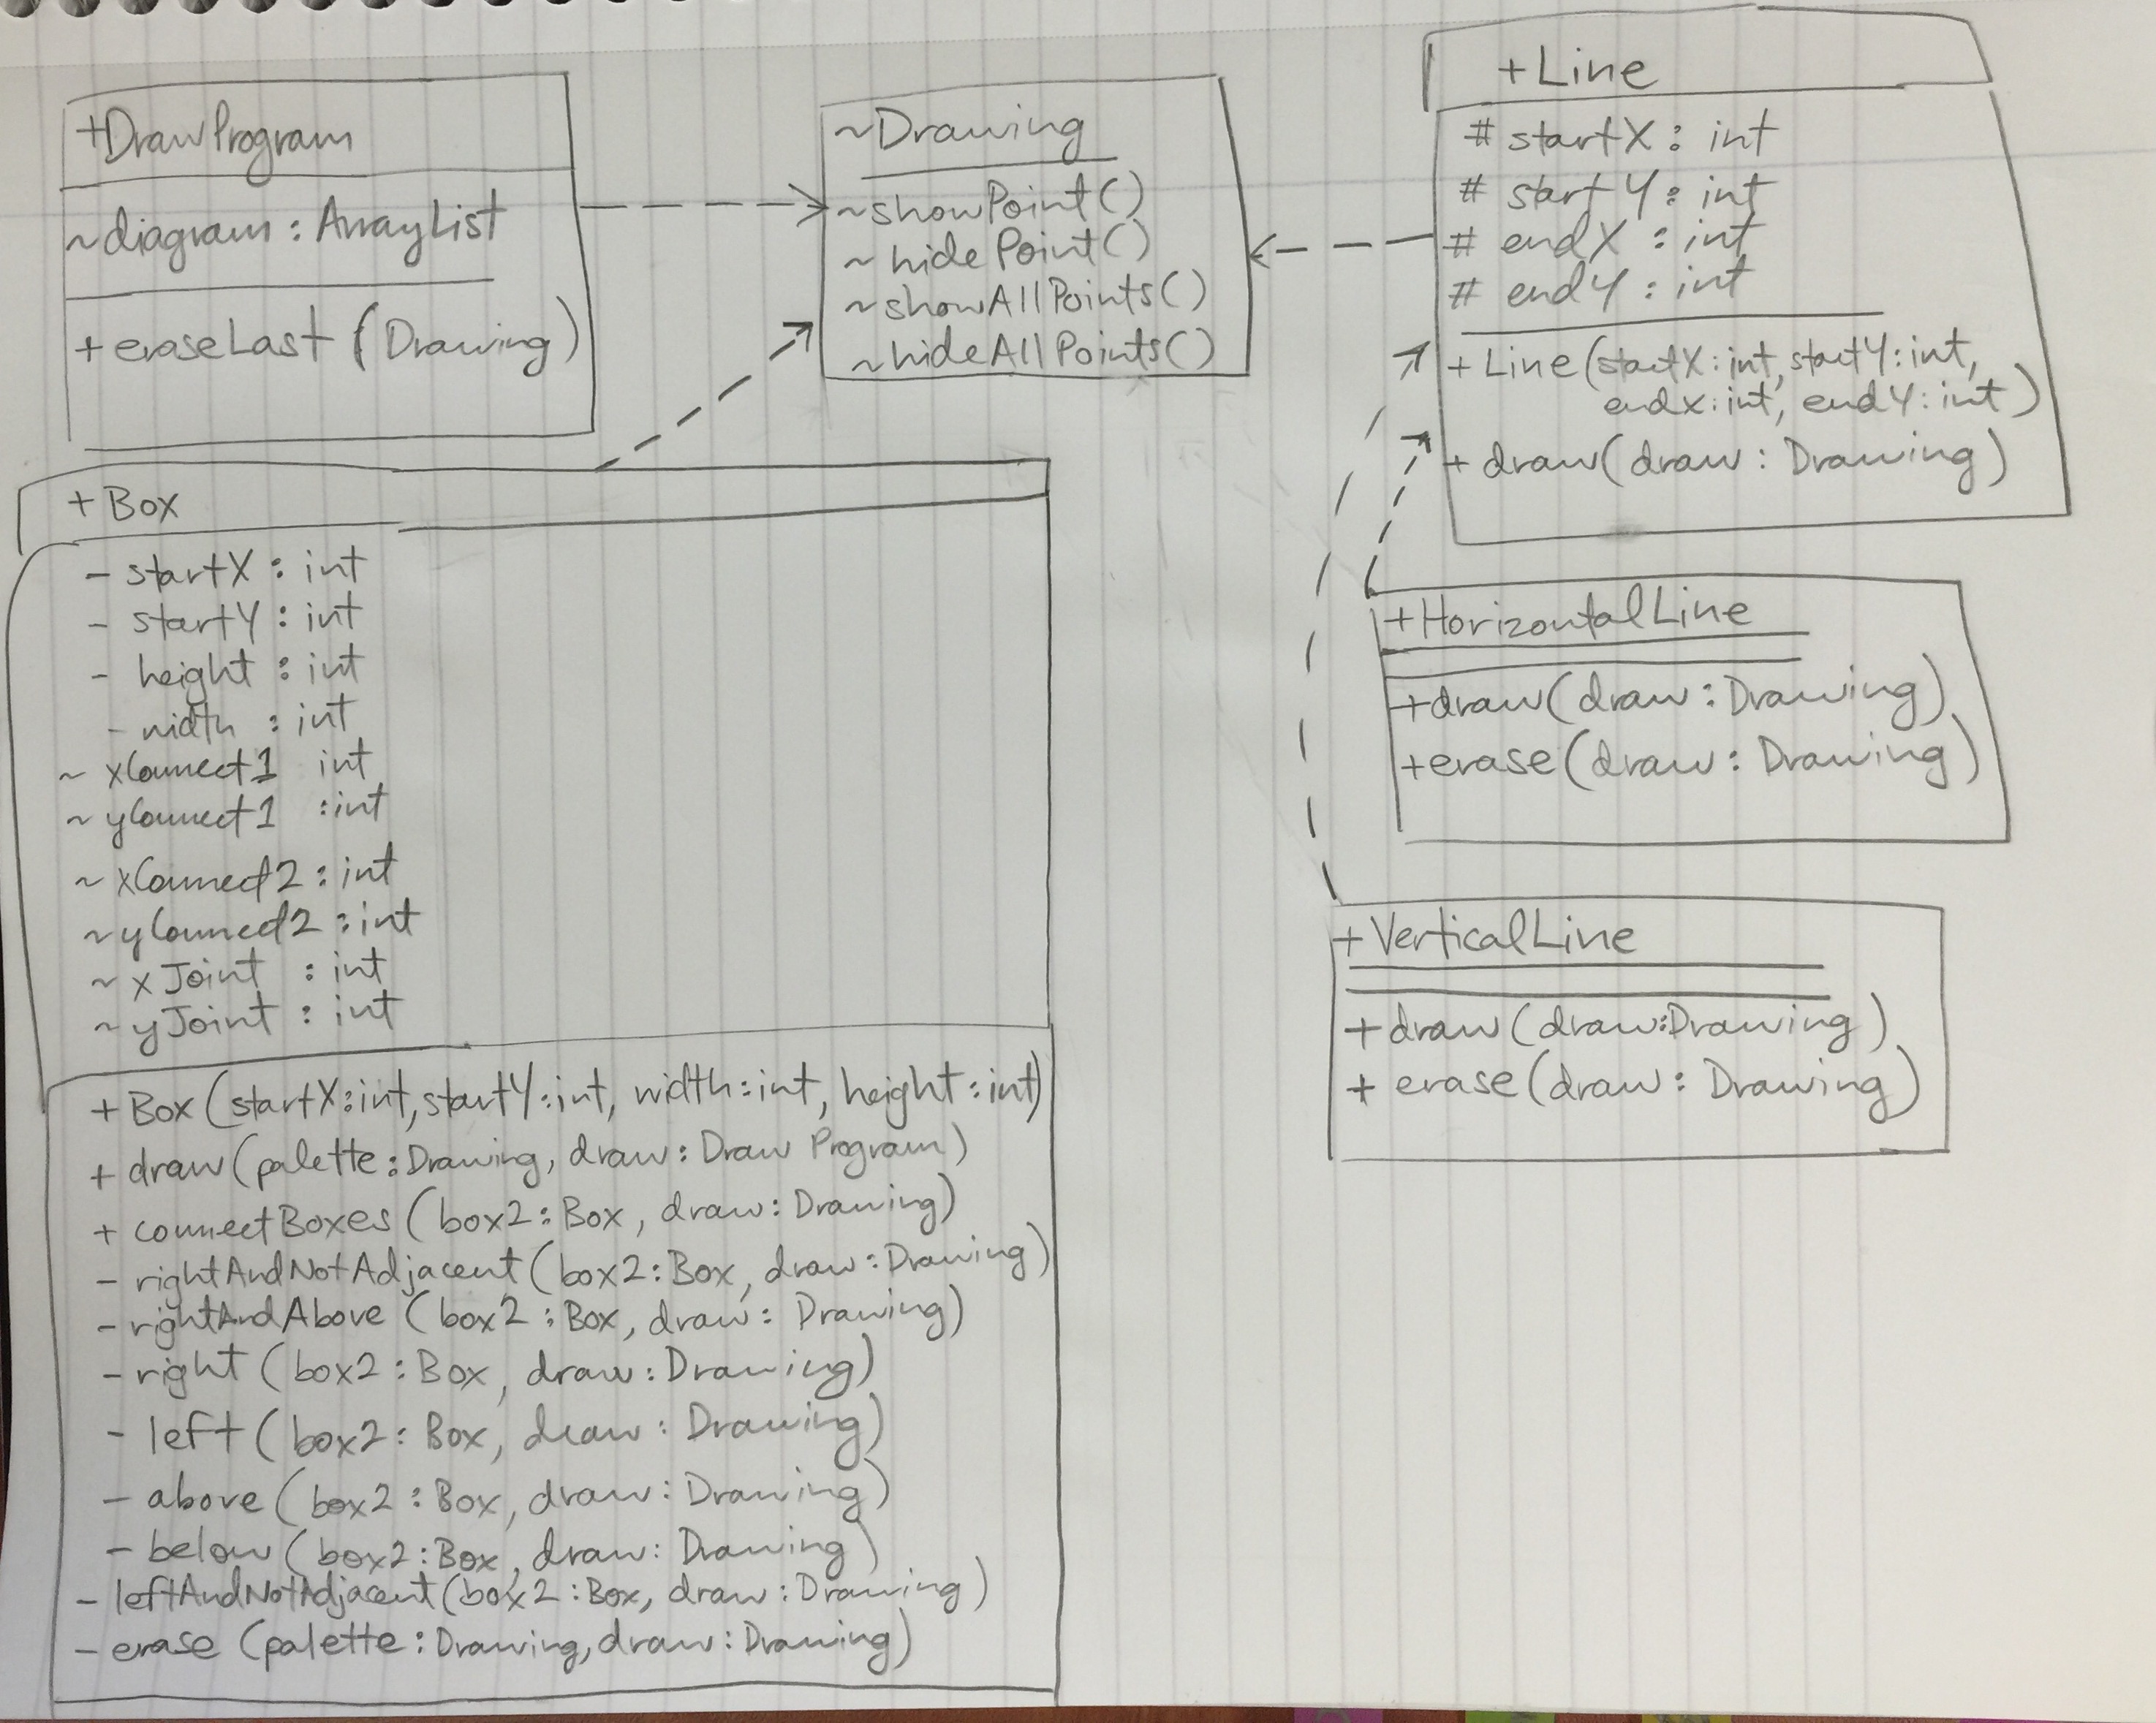 +DrawProgram
~diagram: ArrayList
+eraseLast (Drawing)
~Drawing
~showPoint()
~hidePoint()
~showAllPoints()
~hideAllPoints()
+Line
# startX: int
# startY: int
# endX: int
# endY: int
+Line(startX:int, startY:int,
endX:int, endY:int)
+draw(draw: Drawing)
+Box
- startX: int
- startY: int
- height: int
- width: int
~ xConnect1 int
~ yConnect1 :int
~ xConnect2: int
~yConnect2: int
~xJoint : int
~yJoint : int
+Box(startX:int, startY:int, width:int, height:int)
+draw(palette:Drawing, draw: Draw Program)
+ connectBoxes (box2:Box, draw:Drawing)
- rightAndNotAdjacent(box2:Box, draw:Drawing)
- rightAndAbove (box2:Box, draw: Drawing)
- right (box2:Box, draw:Drawing)
- left(box2: Box, draw: Drawing)
- above(box2:Box, draw:Drawing)
- below(box2:Box, draw: Drawing)
- leftAndNotAdjacent(box2:Box, draw:Drawing)
- erase (palette:Drawing, draw:Drawing)
+HorizontalLine
+draw(draw:Drawing)
+erase(draw: Drawing)
+VerticalLine
+draw(draw:Drawing)
+ erase(draw: Drawing)